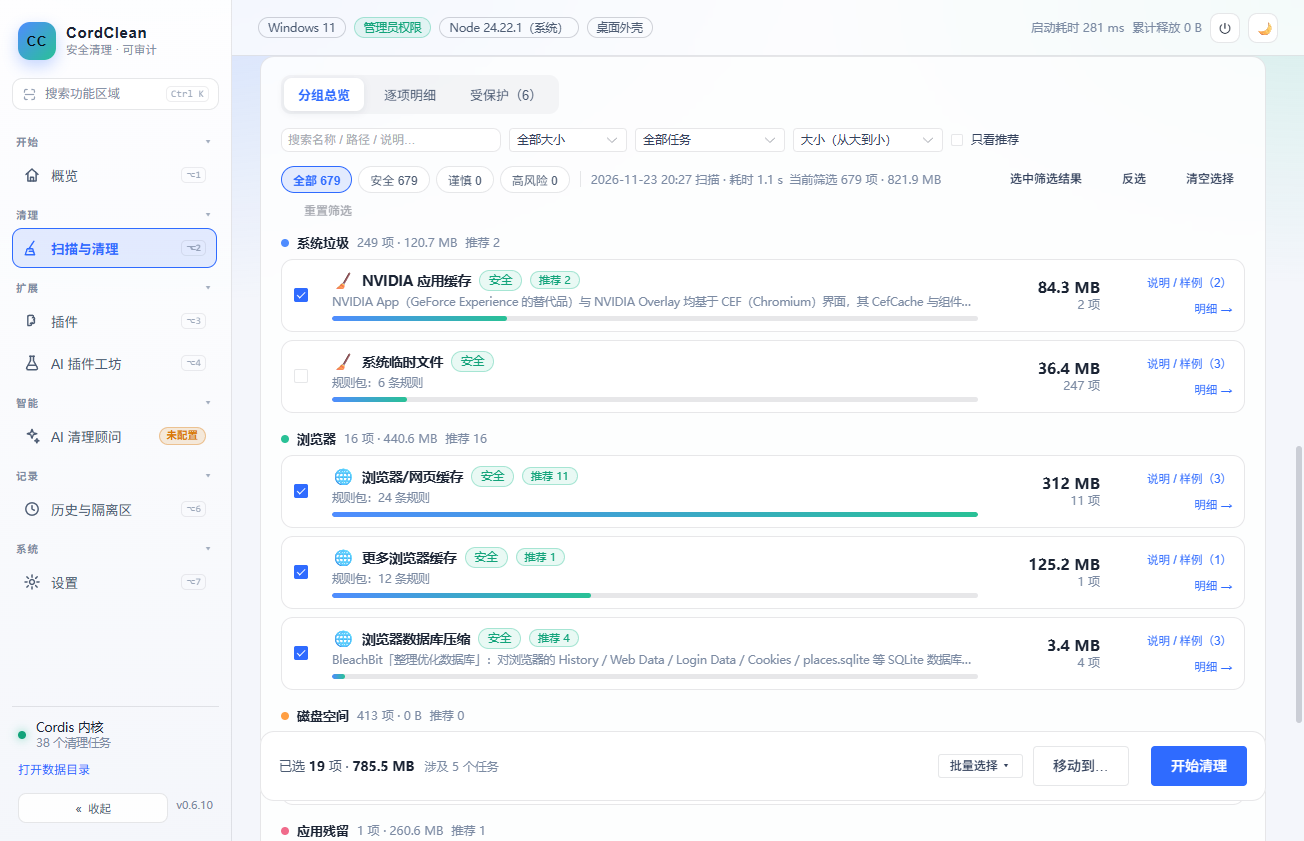 CC
CordClean
安全清理 · 可审计
搜索功能区域 Ctrl K
开始
概览 ⌥1
清理
扫描与清理 ⌥2
扩展
插件 ⌥3
AI 插件工坊 ⌥4
智能
AI 清理顾问 未配置
记录
历史与隔离区 ⌥6
系统
设置 ⌥7
Cordis 内核
38 个清理任务
打开数据目录
« 收起 v0.6.10
Windows 11 管理员权限 Node 24.22.1（系统） 桌面外壳 启动耗时 281 ms 累计释放 0 B
分组总览 逐项明细 受保护（6）
搜索名称 / 路径 / 说明… 全部大小 全部任务 大小（从大到小） 只看推荐
全部 679 安全 679 谨慎 0 高风险 0 2026-11-23 20:27 扫描 · 耗时 1.1 s 当前筛选 679 项 · 821.9 MB 选中筛选结果 反选 清空选择
重置筛选
系统垃圾 249 项 · 120.7 MB 推荐 2
NVIDIA 应用缓存 安全 推荐 2 84.3 MB 说明 / 样例（2）
NVIDIA App（GeForce Experience 的替代品）与 NVIDIA Overlay 均基于 CEF（Chromium）界面，其 CefCache 与组件… 2 项 明细 →
系统临时文件 安全 36.4 MB 说明 / 样例（3）
规则包：6 条规则 247 项 明细 →
浏览器 16 项 · 440.6 MB 推荐 16
浏览器/网页缓存 安全 推荐 11 312 MB 说明 / 样例（3）
规则包：24 条规则 11 项 明细 →
更多浏览器缓存 安全 推荐 1 125.2 MB 说明 / 样例（1）
规则包：12 条规则 1 项 明细 →
浏览器数据库压缩 安全 推荐 4 3.4 MB 说明 / 样例（3）
BleachBit「整理优化数据库」：对浏览器的 History / Web Data / Login Data / Cookies / places.sqlite 等 SQLite 数据库… 4 项 明细 →
磁盘空间 413 项 · 0 B 推荐 0
已选 19 项 · 785.5 MB 涉及 5 个任务 批量选择 移动到… 开始清理
应用残留 1 项 · 260.6 MB 推荐 1